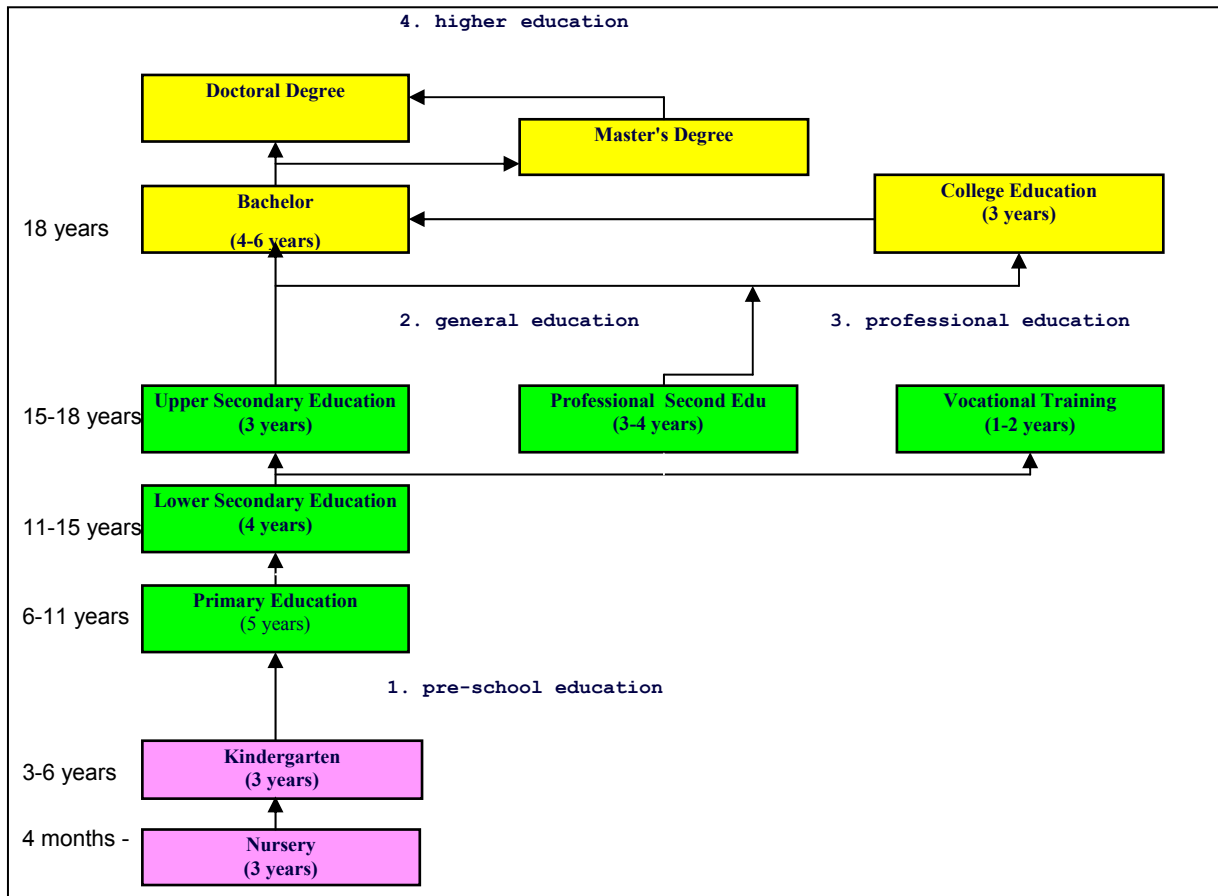 4. higher education
Doctoral Degree
Master's Degree
Bachelor
(4-6 years)
College Education
(3 years)
18 years
2. general education
3. professional education
15-18 years
Upper Secondary Education
(3 years)
Professional Second Edu
(3-4 years)
Vocational Training
(1-2 years)
11-15 years
Lower Secondary Education
(4 years)
6-11 years
Primary Education
(5 years)
1. pre-school education
3-6 years
Kindergarten
(3 years)
4 months -
Nursery
(3 years)